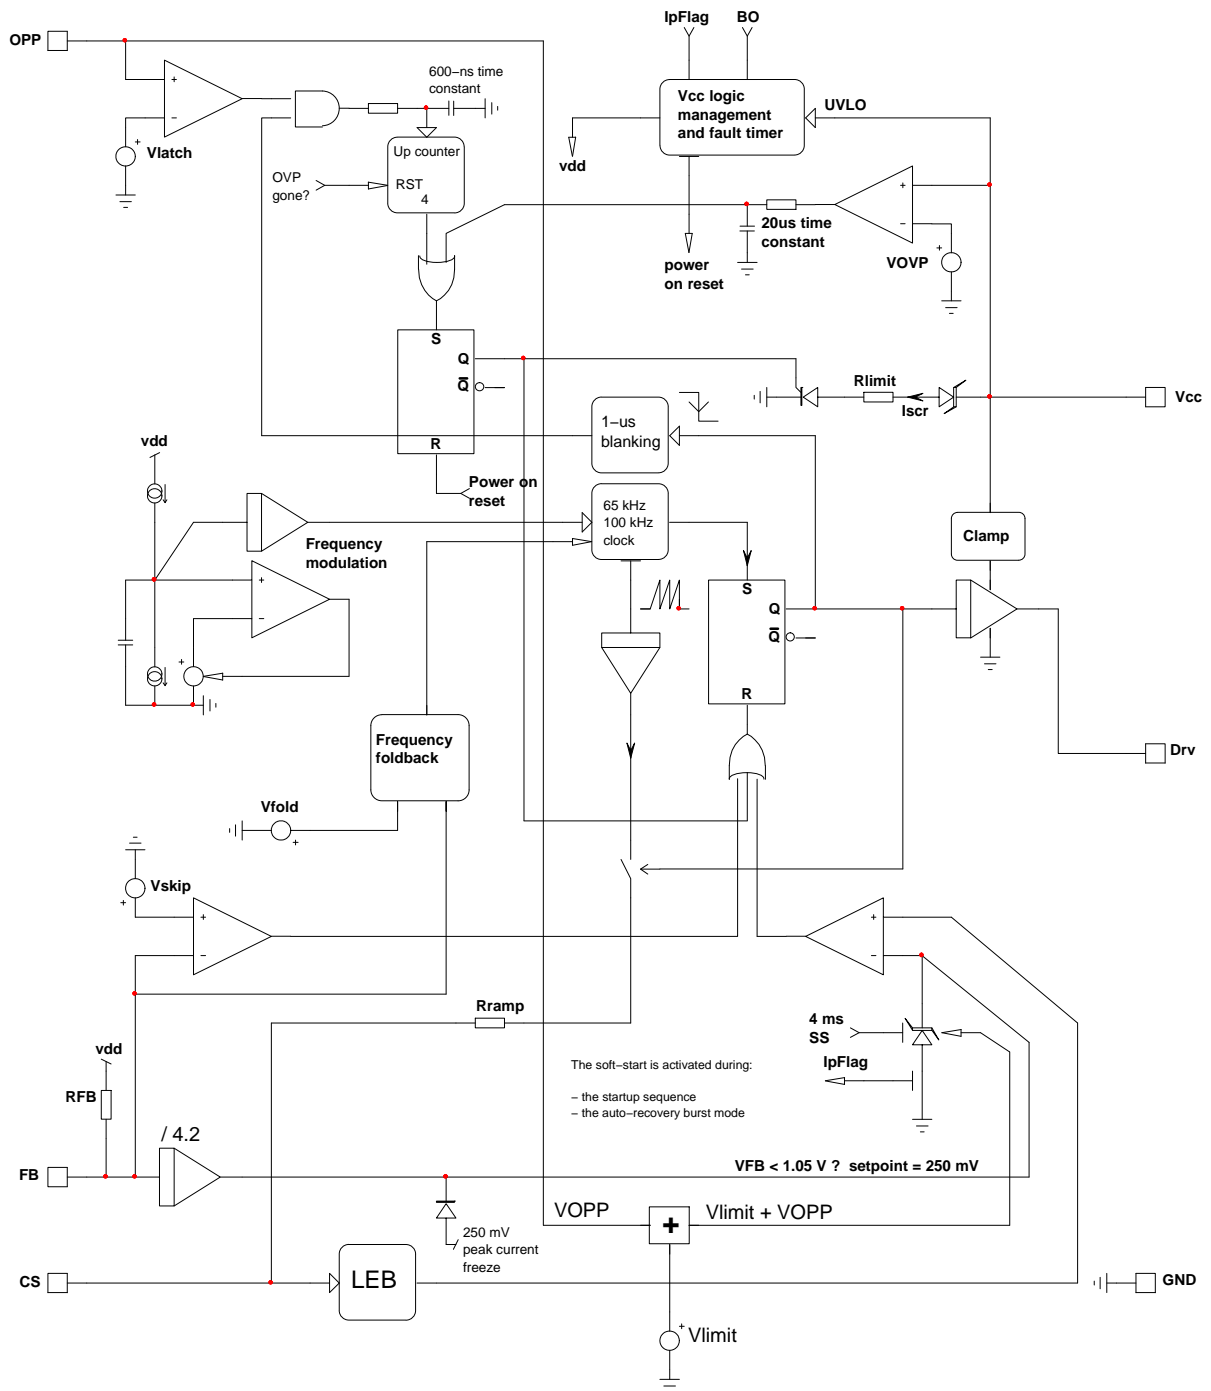 IpFlag
BO
OPP
600−ns time
constant
+
−
Vcc logic
management
and fault timer
UVLO
+
Vlatch
vdd
Up counter
OVP
gone?
RST
4
+
−
20us time
constant
+
VOVP
power
on reset
S
Q
Q
R
Rlimit
Iscr
Vcc
1−us
blanking
vdd
Power on
reset
65 kHz
100 kHz
clock
Frequency
modulation
Clamp
+
−
+
S
Q
Q
R
Frequency
foldback
Drv
Vfold
+
Vskip
+
+
−
+
−
Rramp
4 ms
SS
vdd
The soft−start is activated during:
IpFlag
RFB
− the startup sequence
− the auto−recovery burst mode
/ 4.2
FB
VFB < 1.05 V ? setpoint = 250 mV
VOPP
+
Vlimit + VOPP
250 mV
peak current
freeze
CS
LEB
GND
+
Vlimit